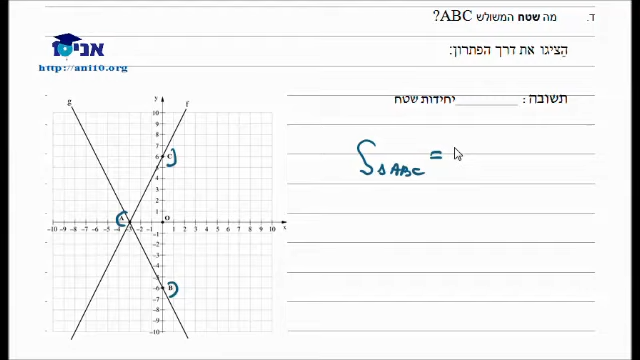 ד. מה שטח המשולש ABC?
הַציגו את דרך הפתרון:
תשובה: ________ יחידות שטח
אני10
http://ani10.org
S△ABC =
g
f
y
x
10
9
8
7
6
5
4
3
2
1
-10 -9 -8 -7 -6 -5 -4 -3 -2 -1 1 2 3 4 5 6 7 8 9 10
-1
-2
-3
-4
-5
-6
-7
-8
-9
-10
A
O
C
B